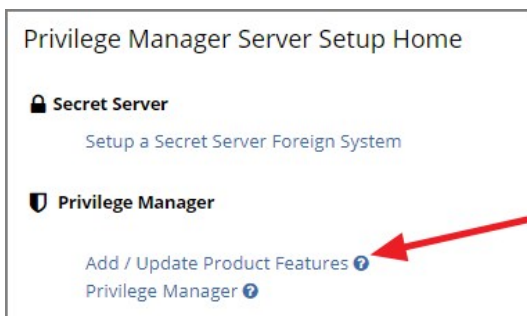 Privilege Manager Server Setup Home
Secret Server
Setup a Secret Server Foreign System
Privilege Manager
Add / Update Product Features ?
Privilege Manager ?